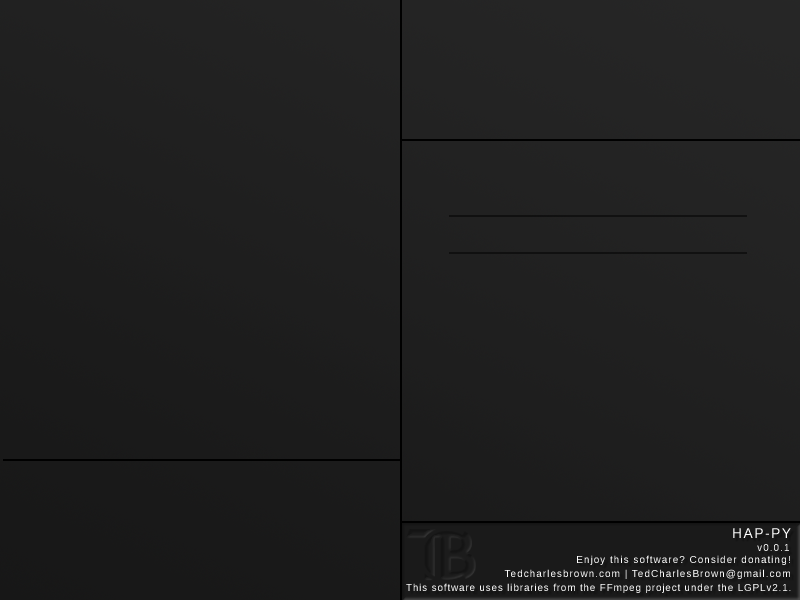 HAP-PY
v0.0.1
Enjoy this software? Consider donating!
Tedcharlesbrown.com | TedCharlesBrown@gmail.com
TB
This software uses libraries from the FFmpeg project under the LGPLv2.1.